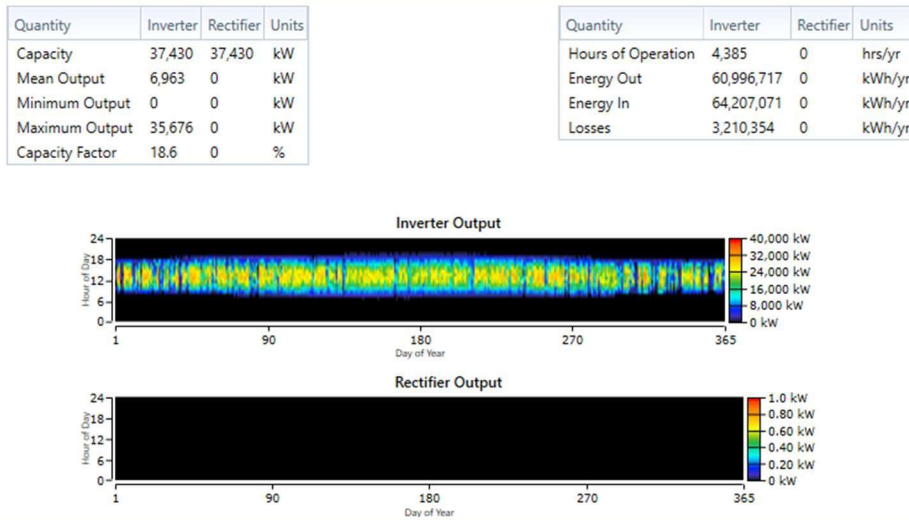 Quantity Inverter Rectifier Units
Capacity 37,430 37,430 kW
Mean Output 6,963 0 kW
Minimum Output 0 0 kW
Maximum Output 35,676 0 kW
Capacity Factor 18.6 0 %
Quantity Inverter Rectifier Units
Hours of Operation 4,385 0 hrs/yr
Energy Out 60,996,717 0 kWh/yr
Energy In 64,207,071 0 kWh/yr
Losses 3,210,354 0 kWh/yr
Inverter Output
Hour of Day
24
18
12
6
0
1 90 180 270 365
Day of Year
40,000 kW
32,000 kW
24,000 kW
16,000 kW
8,000 kW
0 kW
Rectifier Output
Hour of Day
24
18
12
6
0
1 90 180 270 365
Day of Year
1.0 kW
0.80 kW
0.60 kW
0.40 kW
0.20 kW
0 kW